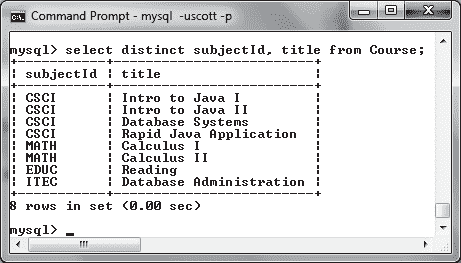 Command Prompt - mysql -uscott -p
mysql> select distinct subjectId, title from Course;
+-----------+-------------------------+
| subjectId | title                   |
+-----------+-------------------------+
| CSCI      | Intro to Java I         |
| CSCI      | Intro to Java II        |
| CSCI      | Database Systems        |
| CSCI      | Rapid Java Application  |
| MATH      | Calculus I              |
| MATH      | Calculus II             |
| EDUC      | Reading                 |
| ITEC      | Database Administration |
+-----------+-------------------------+
8 rows in set (0.00 sec)
mysql> _